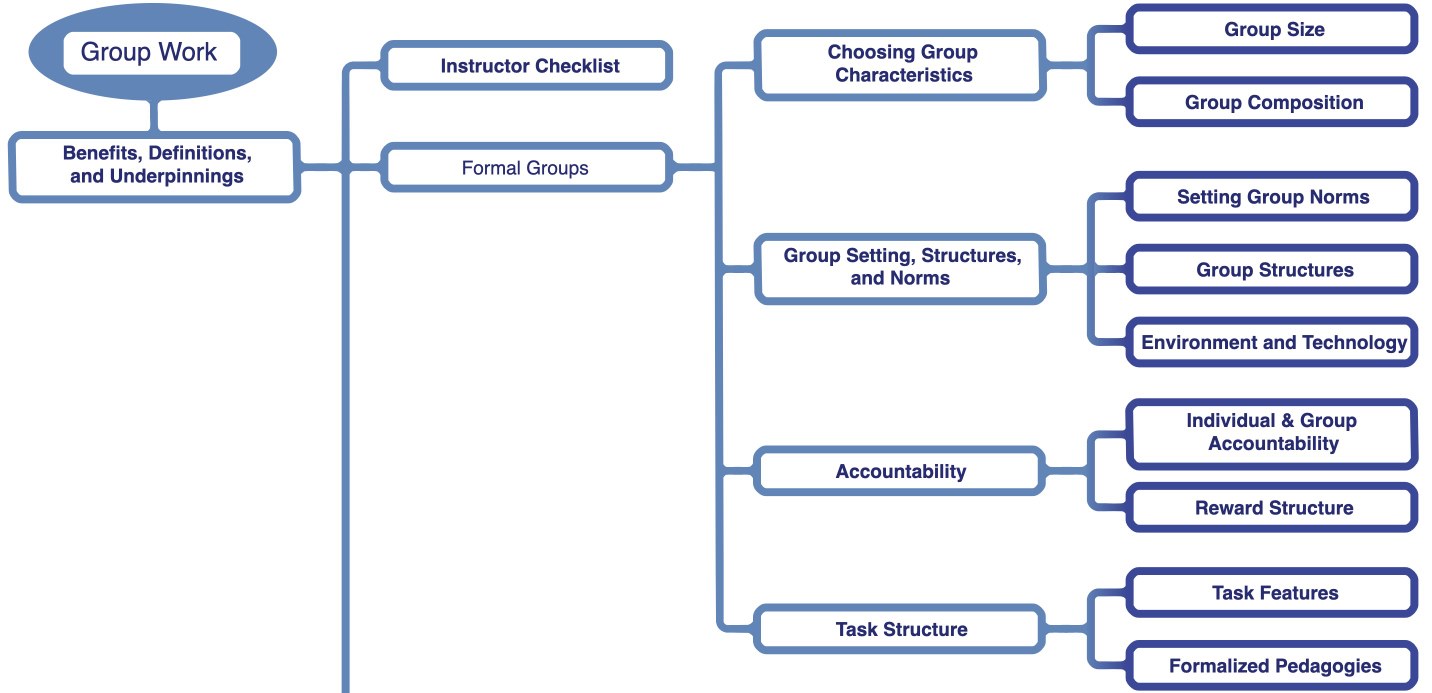 Group Work
Benefits, Definitions,
and Underpinnings
Instructor Checklist
Formal Groups
Choosing Group
Characteristics
Group Size
Group Composition
Group Setting, Structures,
and Norms
Setting Group Norms
Group Structures
Environment and Technology
Accountability
Individual & Group
Accountability
Reward Structure
Task Structure
Task Features
Formalized Pedagogies